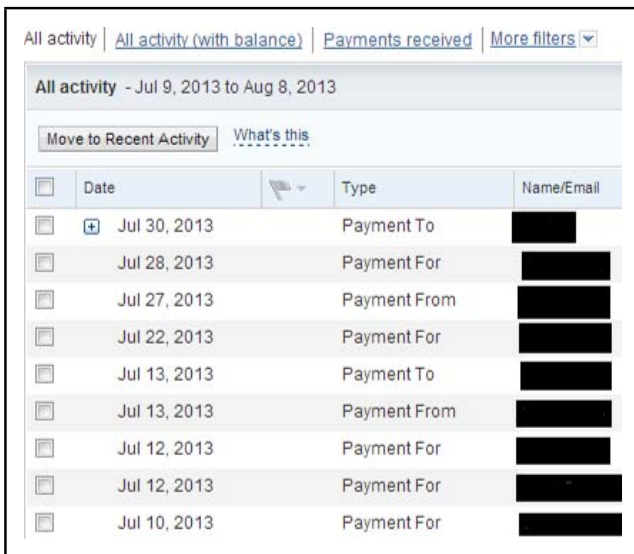 All activity All activity (with balance) Payments received More filters
All activity - Jul 9, 2013 to Aug 8, 2013
Move to Recent Activity What's this
Date Type Name/Email
Jul 30, 2013 Payment To
Jul 28, 2013 Payment For
Jul 27, 2013 Payment From
Jul 22, 2013 Payment For
Jul 13, 2013 Payment To
Jul 13, 2013 Payment From
Jul 12, 2013 Payment For
Jul 12, 2013 Payment For
Jul 10, 2013 Payment For